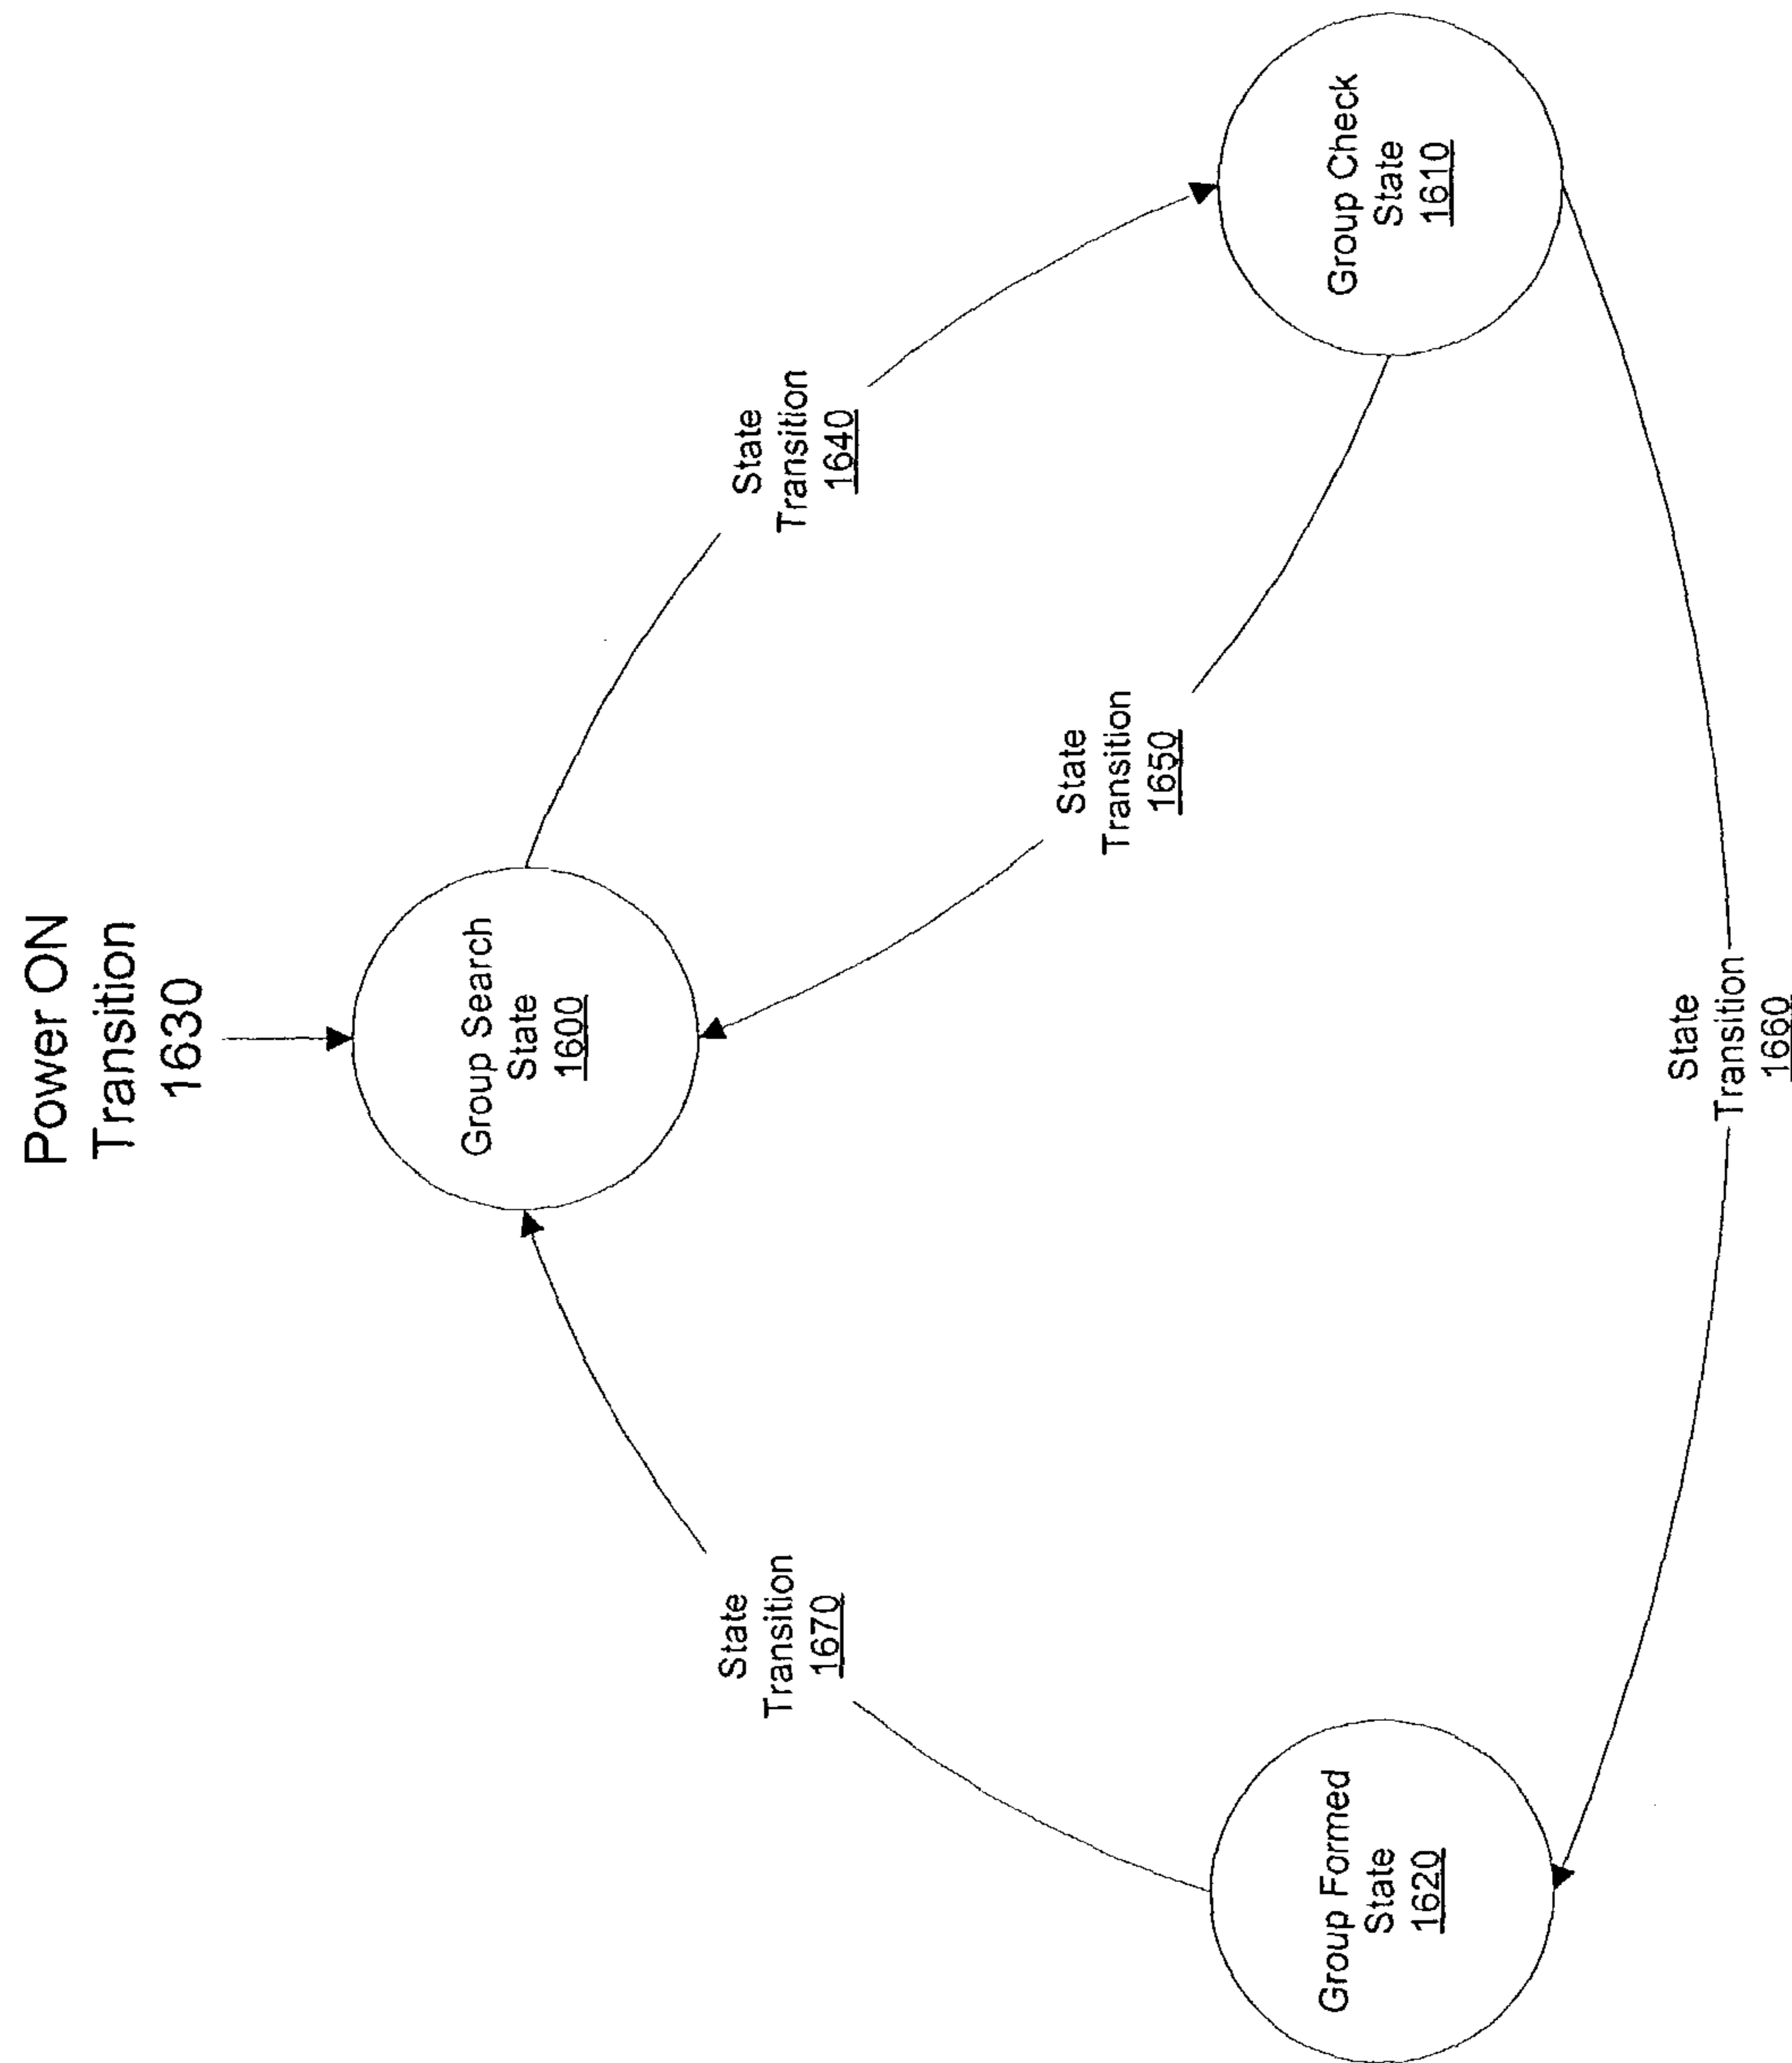 Power ON
Transition
1630
Group Search
State
1600
State
Transition
1670
State
Transition
1640
State
Transition
1650
Group Formed
State
1620
Group Check
State
1610
State
Transition
1660